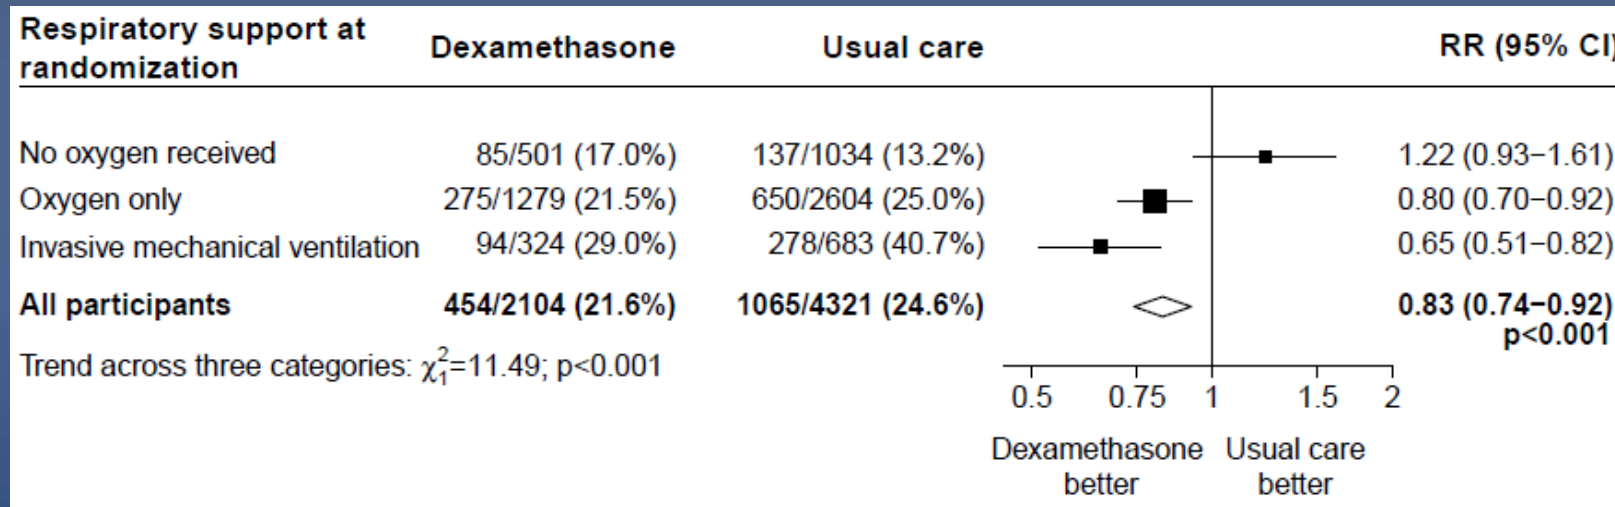 Respiratory support at randomization Dexamethasone Usual care RR (95% CI)
No oxygen received 85/501 (17.0%) 137/1034 (13.2%) 1.22 (0.93−1.61)
Oxygen only 275/1279 (21.5%) 650/2604 (25.0%) 0.80 (0.70−0.92)
Invasive mechanical ventilation 94/324 (29.0%) 278/683 (40.7%) 0.65 (0.51−0.82)
All participants 454/2104 (21.6%) 1065/4321 (24.6%) 0.83 (0.74−0.92)
p<0.001
Trend across three categories: χ²₁=11.49; p<0.001
0.5 0.75 1 1.5 2
Dexamethasone better Usual care better